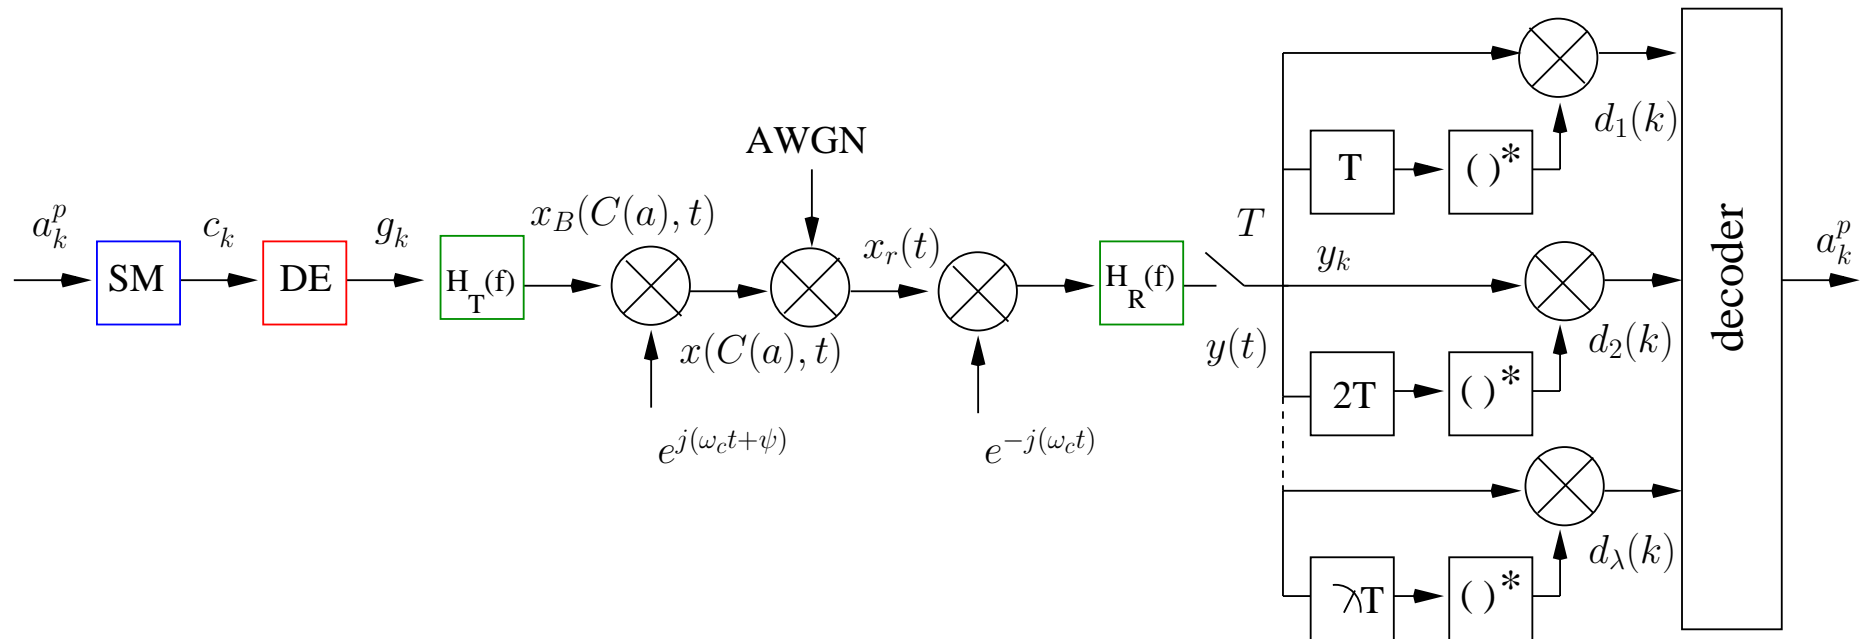 AWGN
a_k^p
SM
c_k
DE
g_k
H_T(f)
x_B(C(a), t)
x(C(a), t)
e^{j(ω_c t+ψ)}
x_r(t)
e^{-j(ω_c t)}
H_R(f)
T
y(t)
y_k
T
( )*
d_1(k)
2T
( )*
d_2(k)
λT
( )*
d_λ(k)
decoder
a_k^p